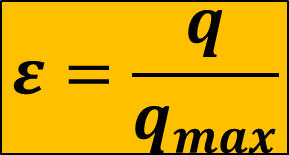 ε = q / q_max